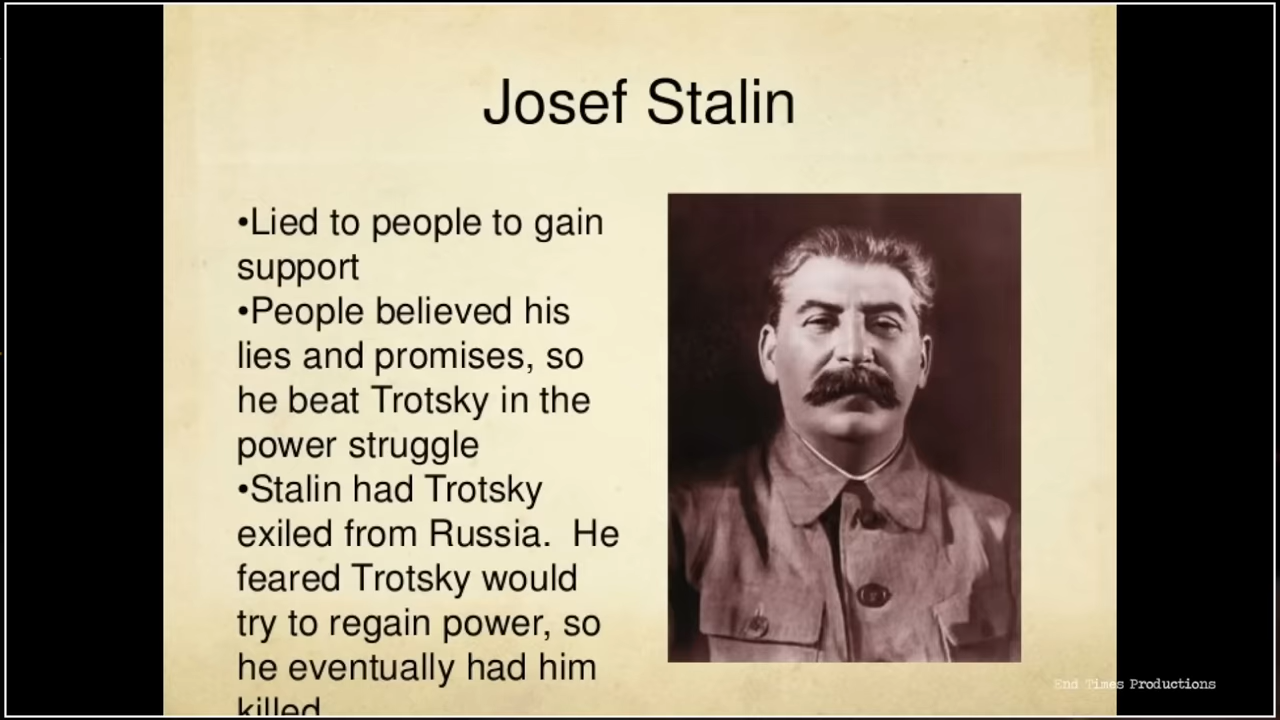 Josef Stalin
•Lied to people to gain
support
•People believed his
lies and promises, so
he beat Trotsky in the
power struggle
•Stalin had Trotsky
exiled from Russia.  He
feared Trotsky would
try to regain power, so
he eventually had him
killed
End Times Productions